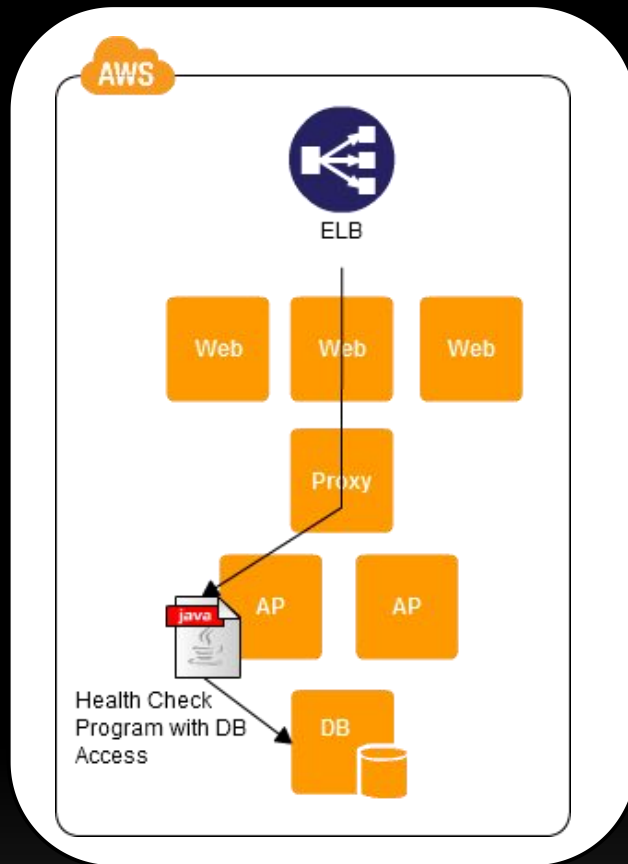 AWS
ELB
Web Web Web
Proxy
AP AP
java
Health Check
Program with DB
Access
DB